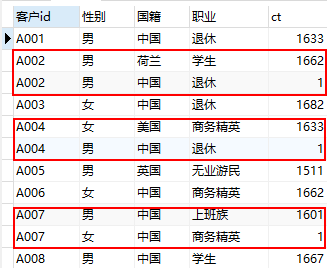 客户id 性别 国籍 职业 ct
A001 男 中国 退休 1633
A002 男 荷兰 学生 1662
A002 男 中国 退休 1
A003 女 中国 退休 1682
A004 女 美国 商务精英 1633
A004 男 中国 退休 1
A005 男 英国 无业游民 1511
A006 女 中国 商务精英 1662
A007 男 中国 上班族 1601
A007 女 中国 商务精英 1
A008 男 中国 学生 1667